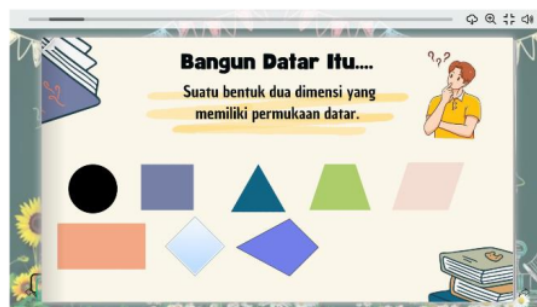 Bangun Datar Itu....
Suatu bentuk dua dimensi yang
memiliki permukaan datar.
???